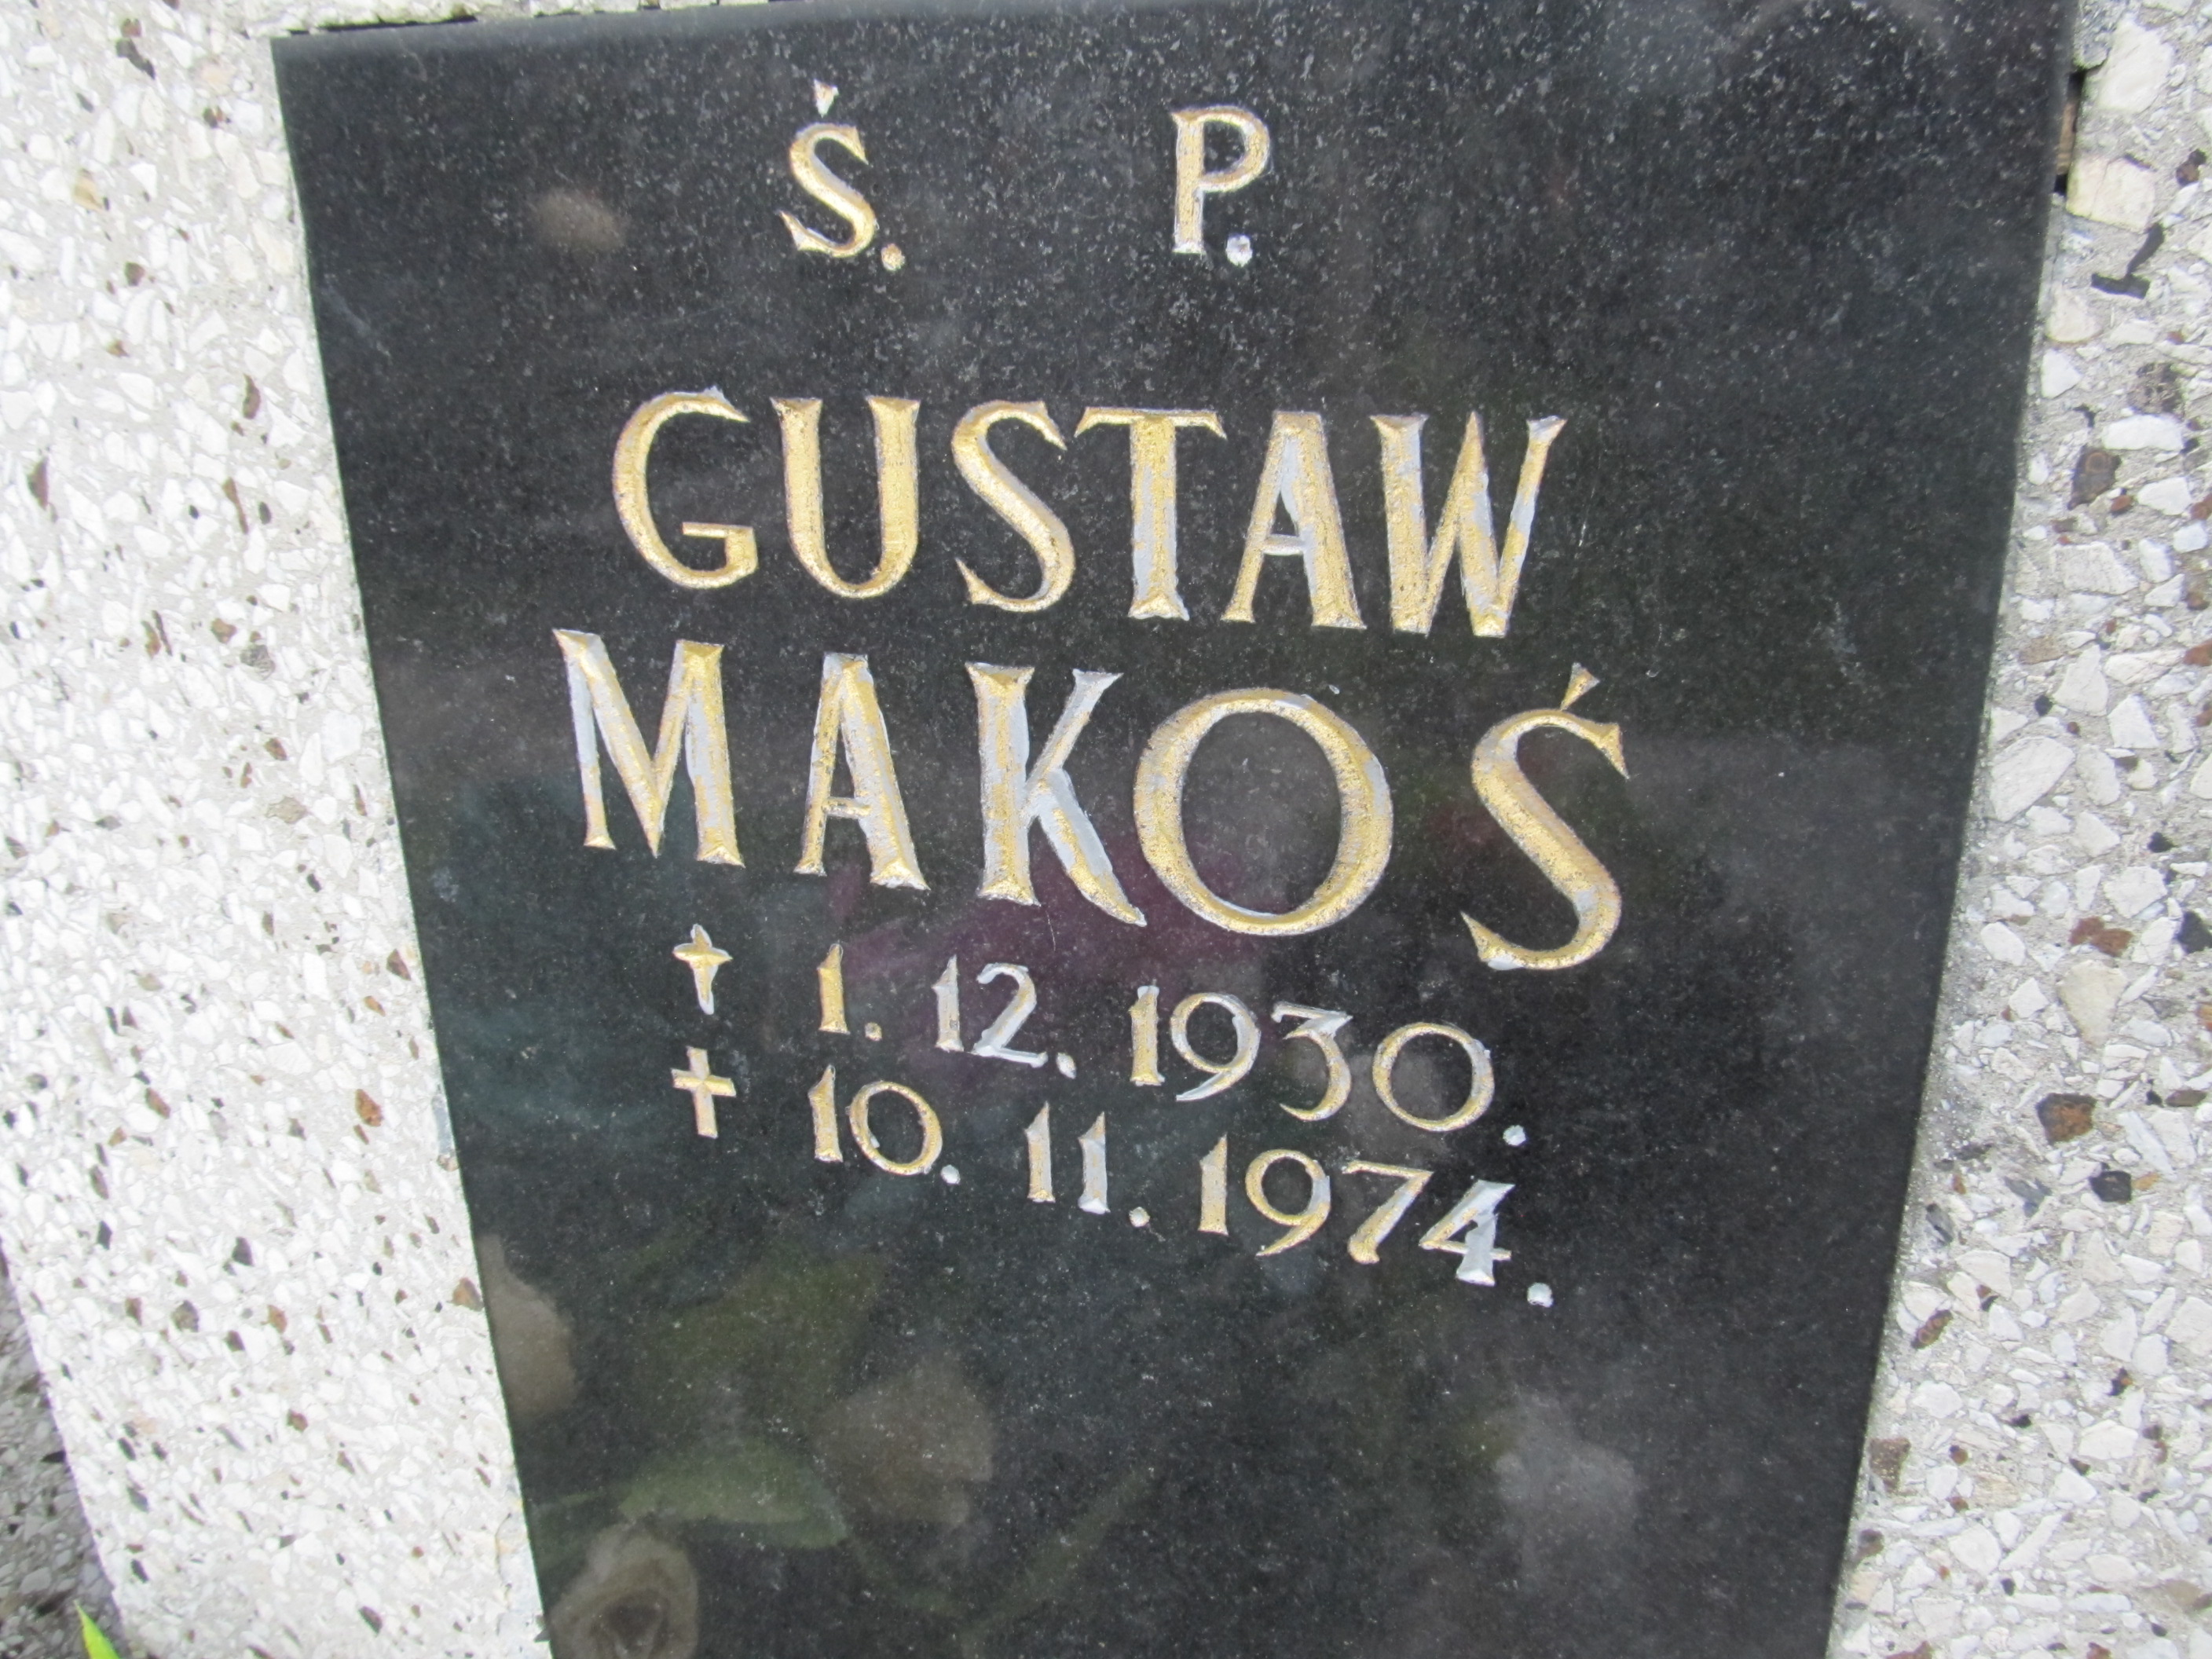 Ś. P.
GUSTAW
MAKOŚ
† 1. 12. 1930.
† 10. 11. 1974.